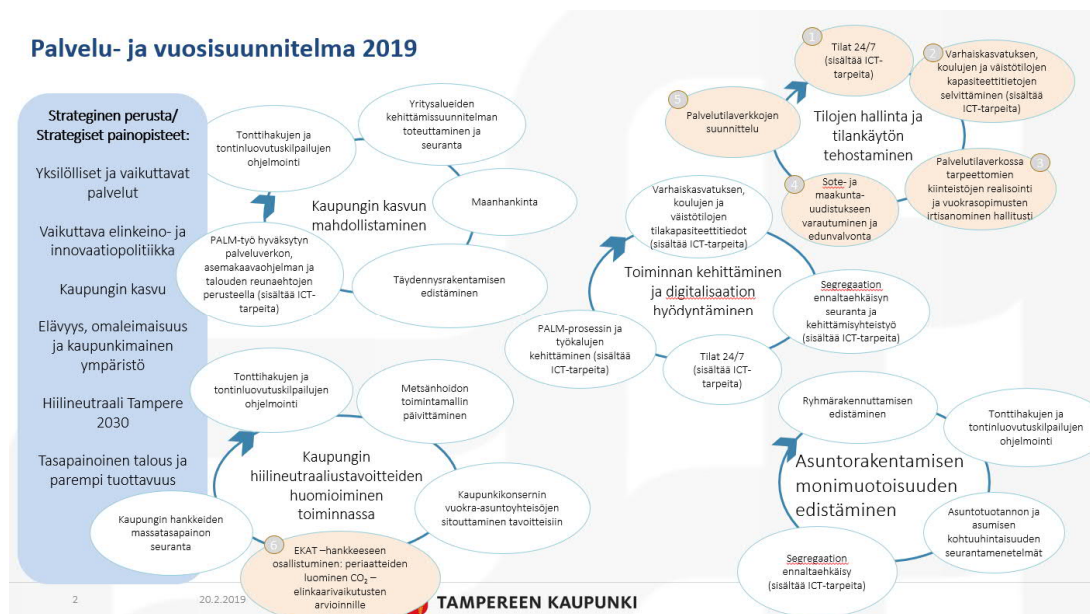 Palvelu- ja vuosisuunnitelma 2019
Strateginen perusta/
Strategiset painopisteet:
Yksilölliset ja vaikuttavat
palvelut
Vaikuttava elinkeino- ja
innovaatiopolitiikka
Kaupungin kasvu
Elävyys, omaleimaisuus
ja kaupunkimainen
ympäristö
Hiilineutraali Tampere
2030
Tasapainoinen talous ja
parempi tuottavuus
Kaupungin kasvun
mahdollistaminen
Tonttihakujen ja
tontinluovutuskilpailujen
ohjelmointi
Yritysalueiden
kehittämissuunnitelman
toteuttaminen ja
seuranta
Maanhankinta
Täydennysrakentamisen
edistäminen
PALM-työ hyväksytyn
palveluverkon,
asemakaavaohjelman ja
talouden reunaehtojen
perusteella (sisältää ICT-
tarpeita)
Tilojen hallinta ja
tilankäytön
tehostaminen
1
Tilat 24/7
(sisältää ICT-
tarpeita)
2
Varhaiskasvatuksen,
koulujen ja väistötilojen
kapasiteettitietojen
selvittäminen (sisältää
ICT-tarpeita)
3
Palvelutilaverkossa
tarpeettomien
kiinteistöjen realisointi
ja vuokrasopimusten
irtisanominen hallitusti
4
Sote- ja
maakunta-
uudistukseen
varautuminen ja
edunvalvonta
5
Palvelutilaverkkojen
suunnittelu
Toiminnan kehittäminen
ja digitalisaation
hyödyntäminen
Varhaiskasvatuksen,
koulujen ja
väistötilojen
tilakapasiteettitiedot
(sisältää ICT-tarpeita)
Segregaation
ennaltaehkäisyn
seuranta ja
kehittämisyhteistyö
(sisältää ICT-tarpeita)
Tilat 24/7
(sisältää ICT-
tarpeita)
PALM-prosessin ja
työkalujen
kehittäminen (sisältää
ICT-tarpeita)
Kaupungin
hiilineutraaliustavoitteiden
huomioiminen
toiminnassa
Tonttihakujen ja
tontinluovutuskilpailujen
ohjelmointi
Metsänhoidon
toimintamallin
päivittäminen
Kaupunkikonsernin
vuokra-asuntoyhteisöjen
sitouttaminen tavoitteisiin
6
EKAT –hankkeeseen
osallistuminen: periaatteiden
luominen CO₂ –
elinkaarivaikutusten
arvioinnille
Kaupungin hankkeiden
massatasapainon
seuranta
Asuntorakentamisen
monimuotoisuuden
edistäminen
Ryhmärakennuttamisen
edistäminen
Tonttihakujen ja
tontinluovutuskilpailujen
ohjelmointi
Asuntotuotannon ja
asumisen
kohtuuhintaisuuden
seurantamenetelmät
Segregaation
ennaltaehkäisy
(sisältää ICT-tarpeita)
2
20.2.2019
TAMPEREEN KAUPUNKI